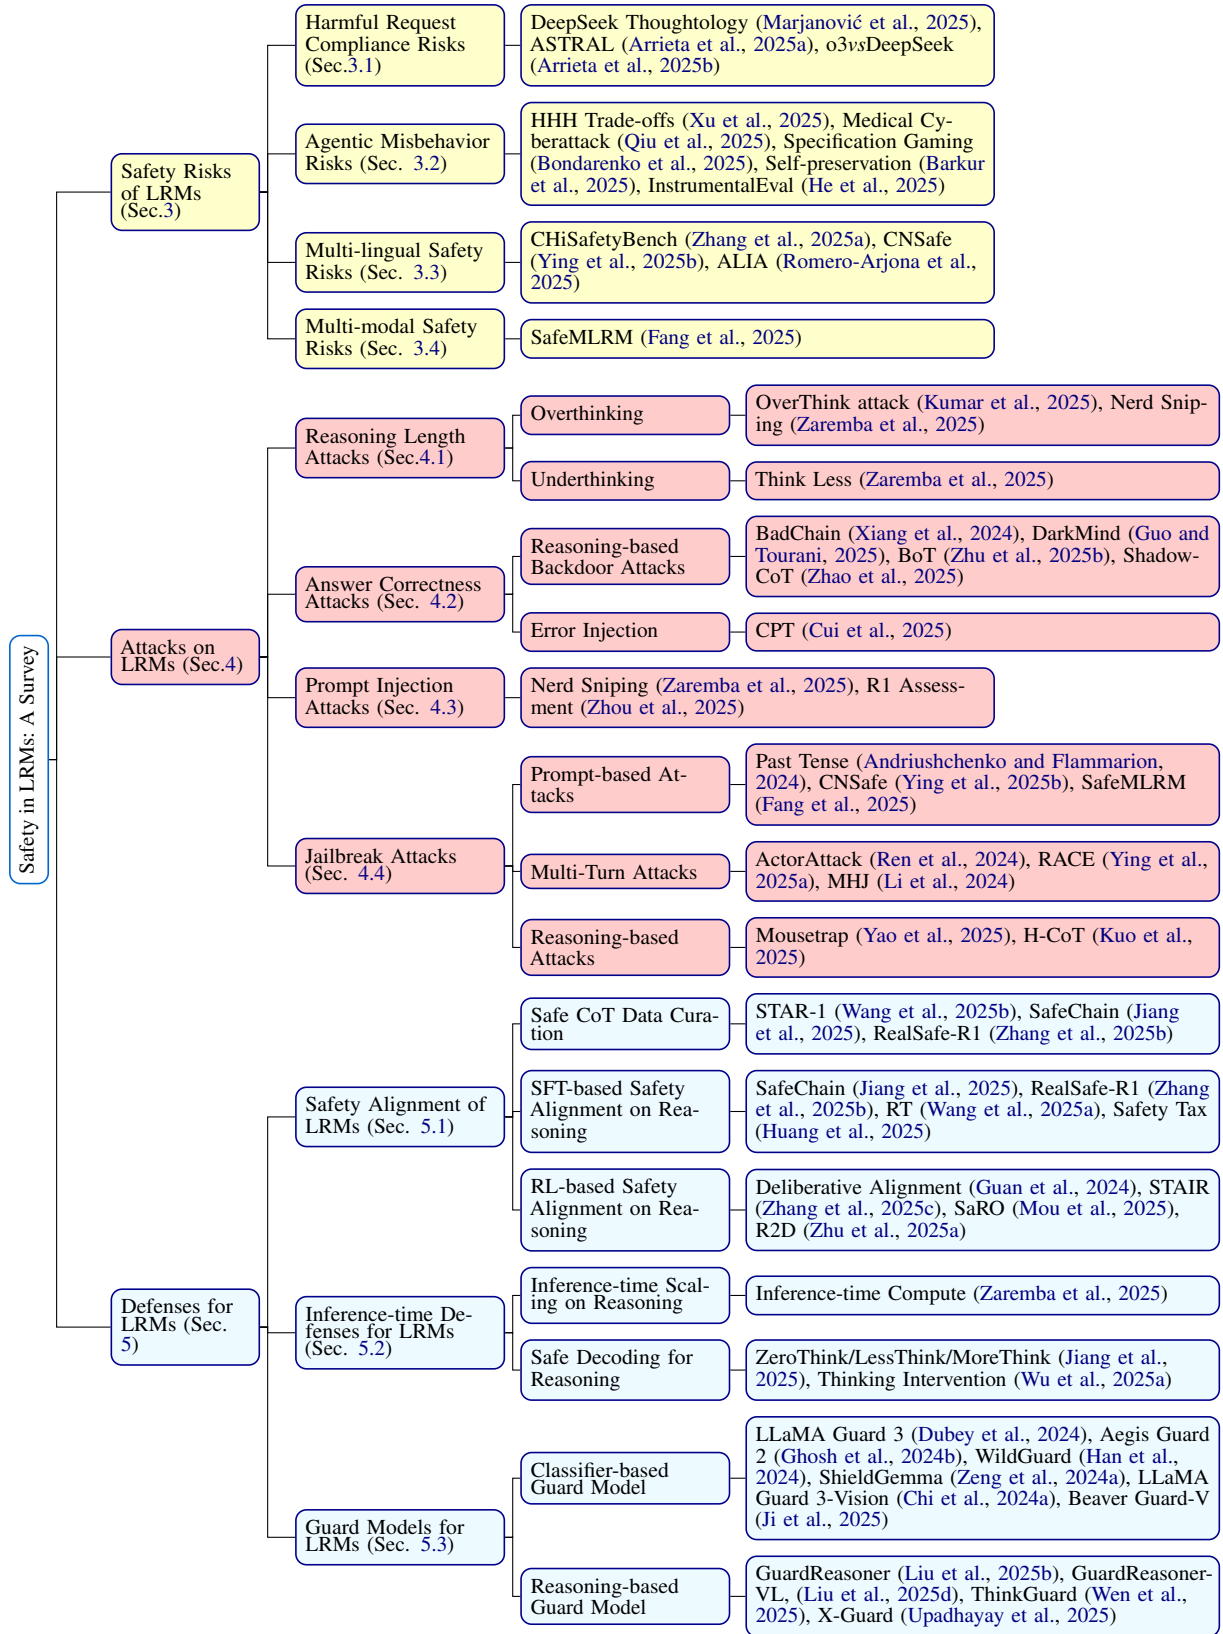 Safety in LRMs: A Survey
Safety Risks
of LRMs
(Sec.3)
Harmful Request
Compliance Risks
(Sec.3.1)
DeepSeek Thoughtology (Marjanović et al., 2025),
ASTRAL (Arrieta et al., 2025a), o3vsDeepSeek
(Arrieta et al., 2025b)
Agentic Misbehavior
Risks (Sec. 3.2)
HHH Trade-offs (Xu et al., 2025), Medical Cy-
berattack (Qiu et al., 2025), Specification Gaming
(Bondarenko et al., 2025), Self-preservation (Barkur
et al., 2025), InstrumentalEval (He et al., 2025)
Multi-lingual Safety
Risks (Sec. 3.3)
CHiSafetyBench (Zhang et al., 2025a), CNSafe
(Ying et al., 2025b), ALIA (Romero-Arjona et al.,
2025)
Multi-modal Safety
Risks (Sec. 3.4)
SafeMLRM (Fang et al., 2025)
Attacks on
LRMs (Sec.4)
Reasoning Length
Attacks (Sec.4.1)
Overthinking
OverThink attack (Kumar et al., 2025), Nerd Snip-
ing (Zaremba et al., 2025)
Underthinking
Think Less (Zaremba et al., 2025)
Answer Correctness
Attacks (Sec. 4.2)
Reasoning-based
Backdoor Attacks
BadChain (Xiang et al., 2024), DarkMind (Guo and
Tourani, 2025), BoT (Zhu et al., 2025b), Shadow-
CoT (Zhao et al., 2025)
Error Injection
CPT (Cui et al., 2025)
Prompt Injection
Attacks (Sec. 4.3)
Nerd Sniping (Zaremba et al., 2025), R1 Assess-
ment (Zhou et al., 2025)
Jailbreak Attacks
(Sec. 4.4)
Prompt-based At-
tacks
Past Tense (Andriushchenko and Flammarion,
2024), CNSafe (Ying et al., 2025b), SafeMLRM
(Fang et al., 2025)
Multi-Turn Attacks
ActorAttack (Ren et al., 2024), RACE (Ying et al.,
2025a), MHJ (Li et al., 2024)
Reasoning-based
Attacks
Mousetrap (Yao et al., 2025), H-CoT (Kuo et al.,
2025)
Defenses for
LRMs (Sec.
5)
Safety Alignment of
LRMs (Sec. 5.1)
Safe CoT Data Cura-
tion
STAR-1 (Wang et al., 2025b), SafeChain (Jiang
et al., 2025), RealSafe-R1 (Zhang et al., 2025b)
SFT-based Safety
Alignment on Rea-
soning
SafeChain (Jiang et al., 2025), RealSafe-R1 (Zhang
et al., 2025b), RT (Wang et al., 2025a), Safety Tax
(Huang et al., 2025)
RL-based Safety
Alignment on Rea-
soning
Deliberative Alignment (Guan et al., 2024), STAIR
(Zhang et al., 2025c), SaRO (Mou et al., 2025),
R2D (Zhu et al., 2025a)
Inference-time De-
fenses for LRMs
(Sec. 5.2)
Inference-time Scal-
ing on Reasoning
Inference-time Compute (Zaremba et al., 2025)
Safe Decoding for
Reasoning
ZeroThink/LessThink/MoreThink (Jiang et al.,
2025), Thinking Intervention (Wu et al., 2025a)
Guard Models for
LRMs (Sec. 5.3)
Classifier-based
Guard Model
LLaMA Guard 3 (Dubey et al., 2024), Aegis Guard
2 (Ghosh et al., 2024b), WildGuard (Han et al.,
2024), ShieldGemma (Zeng et al., 2024a), LLaMA
Guard 3-Vision (Chi et al., 2024a), Beaver Guard-V
(Ji et al., 2025)
Reasoning-based
Guard Model
GuardReasoner (Liu et al., 2025b), GuardReasoner-
VL, (Liu et al., 2025d), ThinkGuard (Wen et al.,
2025), X-Guard (Upadhayay et al., 2025)